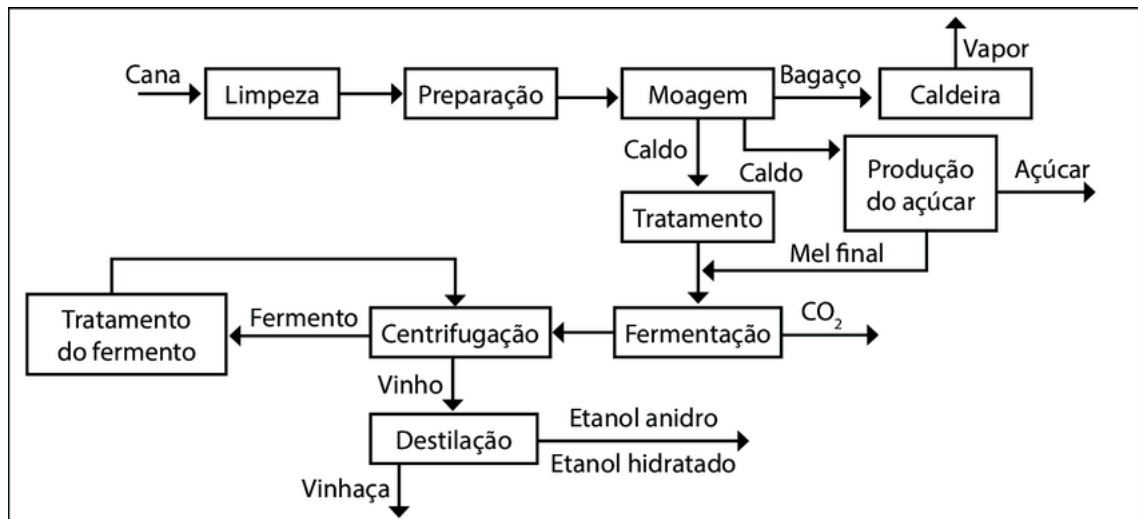 Vapor
Cana
Limpeza
Preparação
Moagem
Bagaço
Caldeira
Caldo
Caldo
Produção
do açúcar
Açúcar
Tratamento
Mel final
Tratamento
do fermento
Fermento
Centrifugação
Fermentação
CO₂
Vinho
Destilação
Etanol anidro
Etanol hidratado
Vinhaça